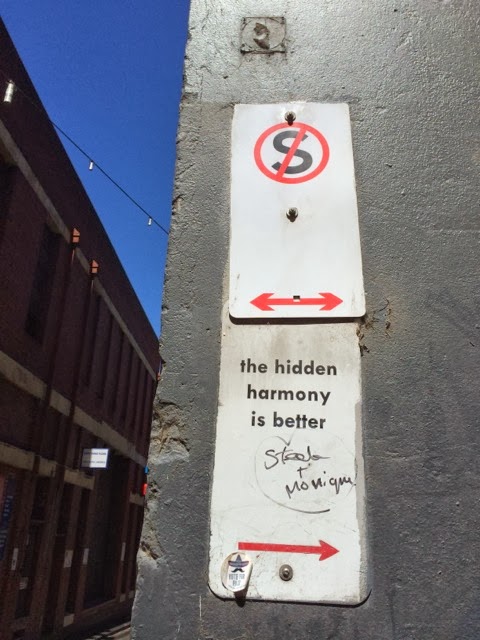 S
the hidden
harmony
is better
+
Monique